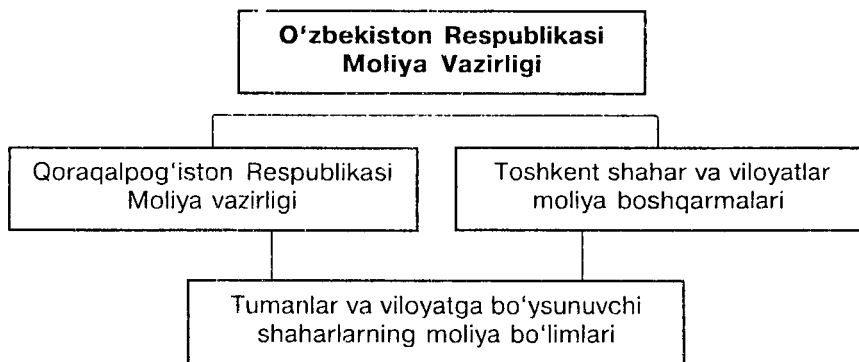 O‘zbekiston Respublikasi
Moliya Vazirligi
Qoraqalpog‘iston Respublikasi
Moliya vazirligi
Toshkent shahar va viloyatlar
moliya boshqarmalari
Tumanlar va viloyatga bo‘ysunuvchi
shaharlarning moliya bo‘limlari